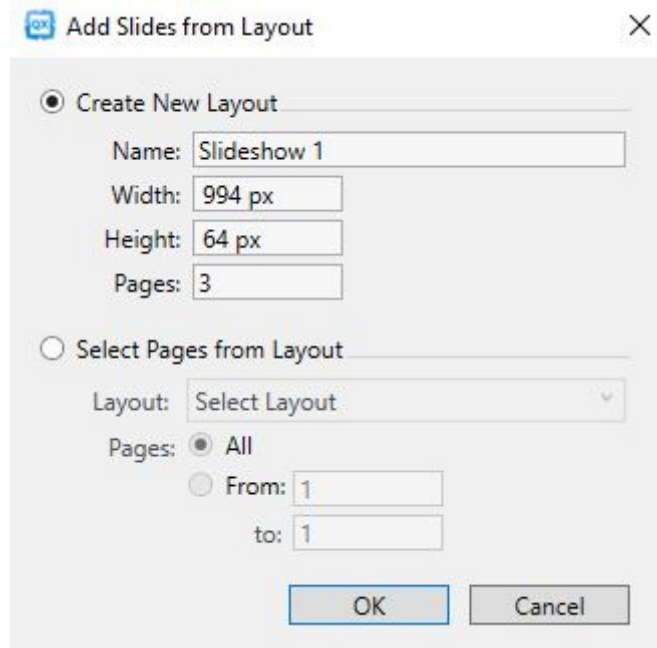 QX Add Slides from Layout
Create New Layout
Name: Slideshow 1
Width: 994 px
Height: 64 px
Pages: 3
Select Pages from Layout
Layout: Select Layout
Pages: All
From: 1
to: 1
OK Cancel